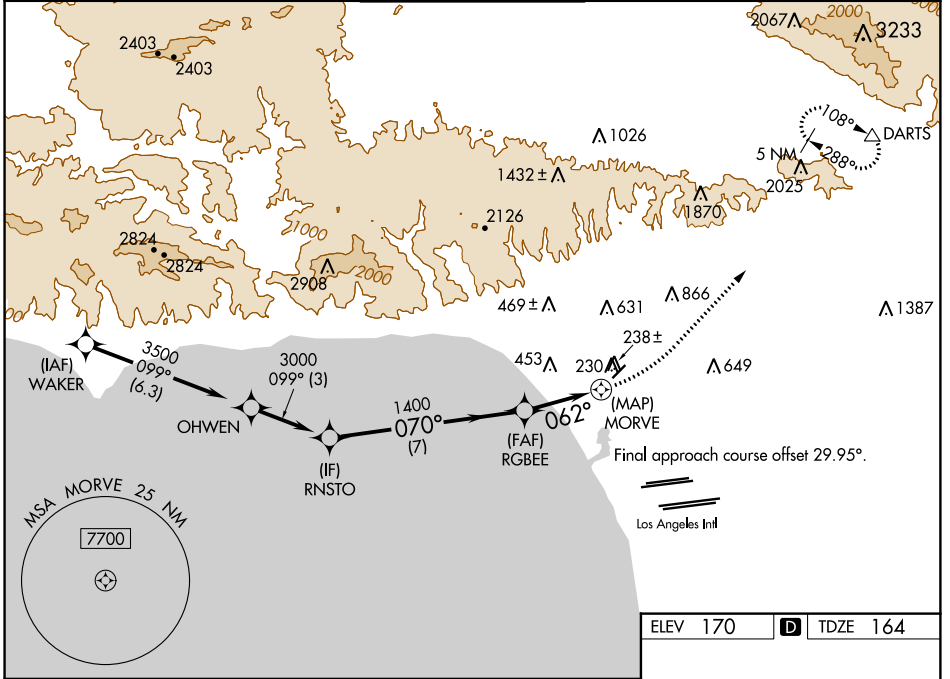 2067
2000
3233
2403
2403
108°
DARTS
1026
5 NM
288°
1432 ±
2025
1870
2126
1000
2824
2824
2908
2000
469 ±
631
866
1387
238 ±
00
3500
099°
(6.3)
(IAF)
WAKER
3000
099° (3)
453
230
649
OHWEN
1400
070°
(7)
062°
(MAP)
MORVE
(FAF)
RGBEE
(IF)
RNSTO
Final approach course offset 29.95°.
MSA MORVE 25 NM
7700
Los Angeles Intl
ELEV 170 D TDZE 164